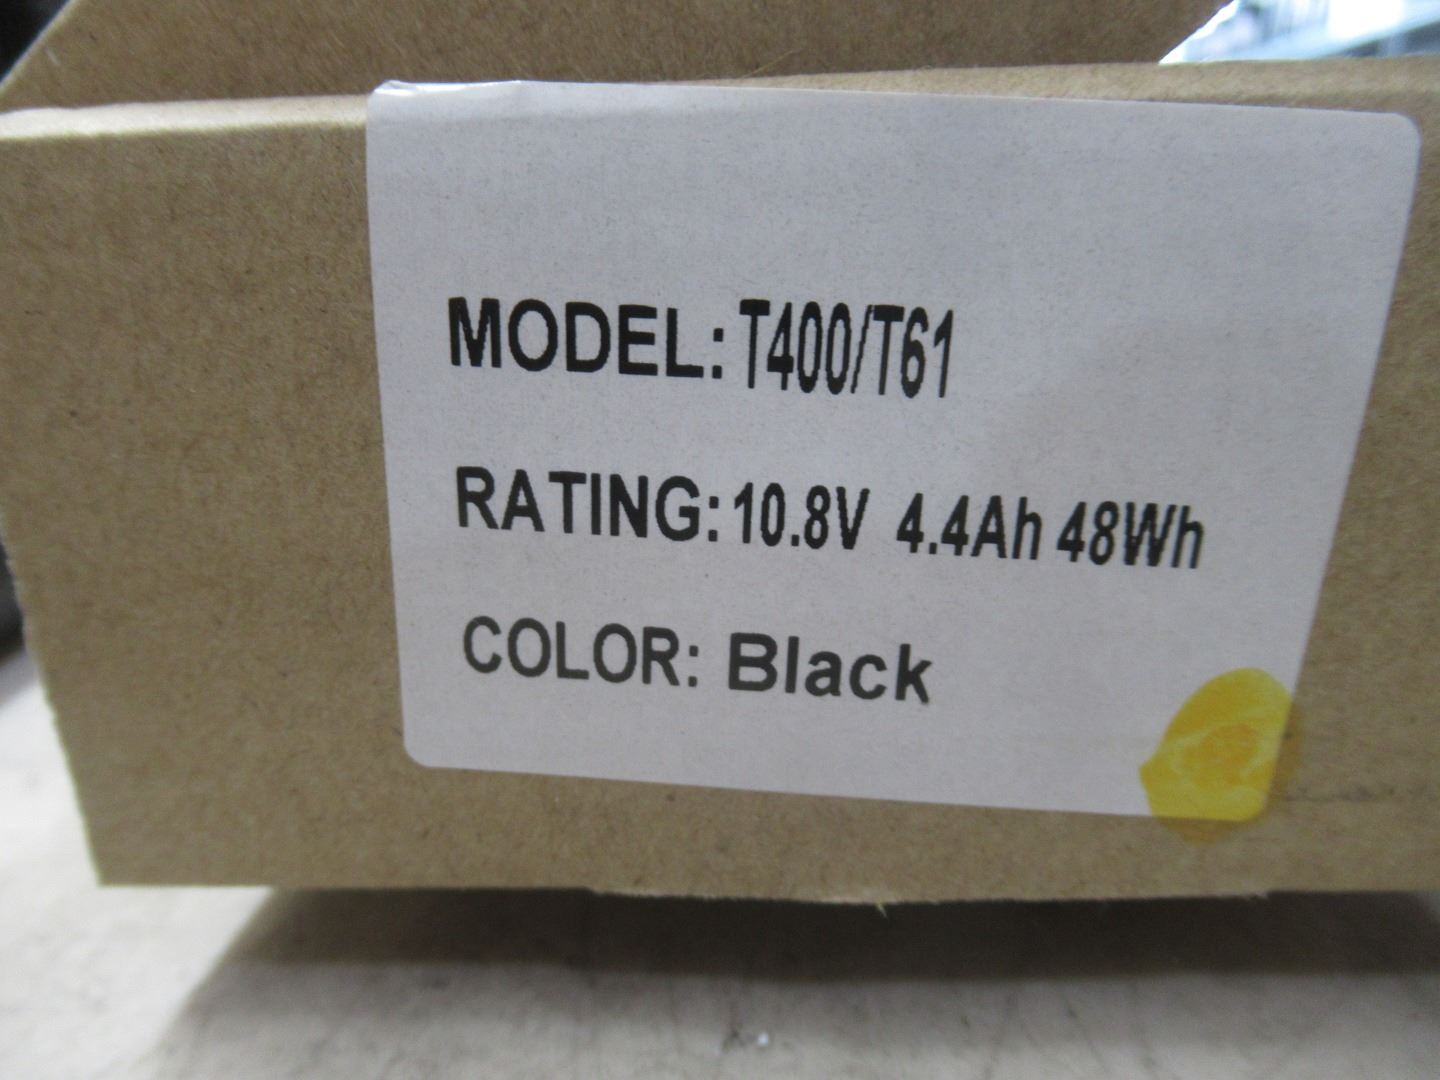 MODEL: T400/T61
RATING: 10.8V 4.4Ah 48Wh
COLOR: Black